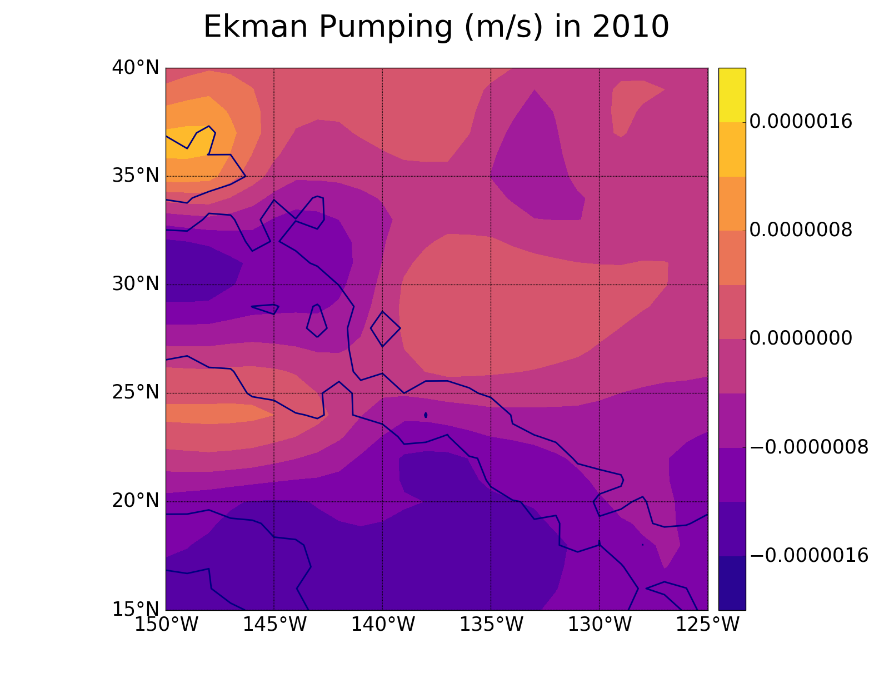 Ekman Pumping (m/s) in 2010
40°N
35°N
30°N
25°N
20°N
15°N
150°W
145°W
140°W
135°W
130°W
125°W
0.0000016
0.0000008
0.0000000
−0.0000008
−0.0000016